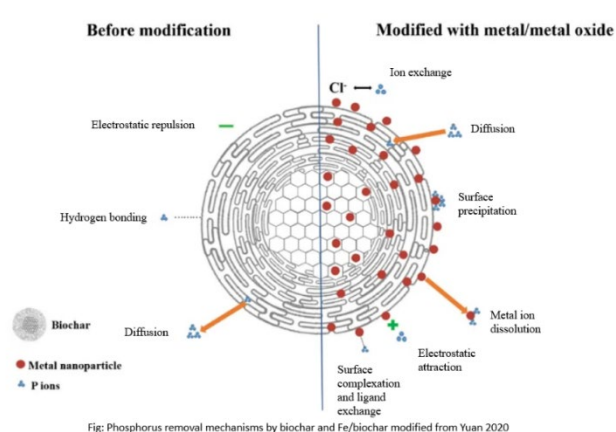 Before modification
Modified with metal/metal oxide
Cl-
Ion exchange
Electrostatic repulsion
Diffusion
Hydrogen bonding
Surface
precipitation
Biochar
Diffusion
Metal ion
dissolution
Metal nanoparticle
P ions
Electrostatic
attraction
Surface
complexation
and ligand
exchange
Fig: Phosphorus removal mechanisms by biochar and Fe/biochar modified from Yuan 2020